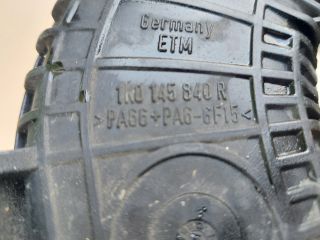 Germany
ETM
1K0 145 840 R
>PA66+PA6-GF15<